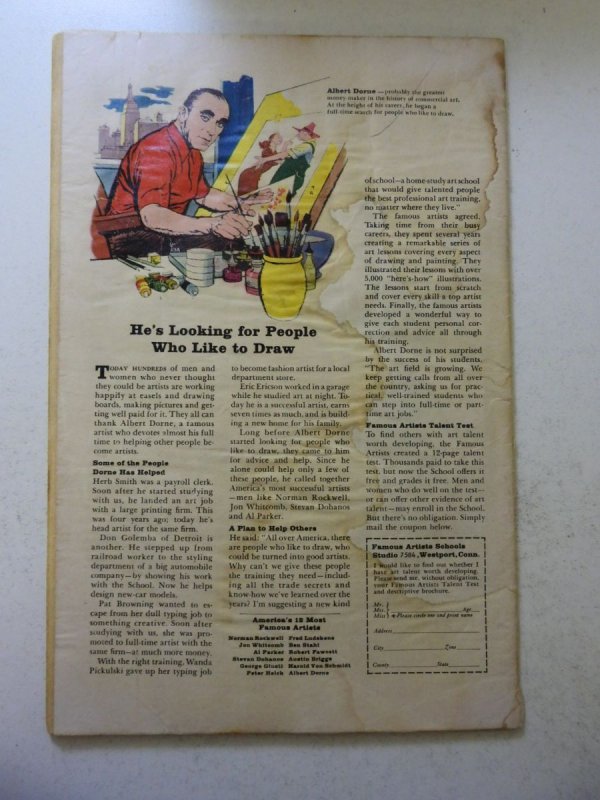 Albert Dorne—probably the greatest
money-maker in the history of commercial art.
At the height of his career, he began a
full-time search for people who like to draw.
He's Looking for People
Who Like to Draw
TODAY HUNDREDS of men and
women who never thought
they could be artists are working
happily at easels and drawing
boards, making pictures and get-
ting well paid for it. They all can
thank Albert Dorne, a famous
artist who devotes almost his full
time to helping other people be-
come artists.
Some of the People
Dorne Has Helped
Herb Smith was a payroll clerk.
Soon after he started studying
with us, he landed an art job
with a large printing firm. This
was four years ago; today he's
head artist for the same firm.
Don Golemba of Detroit is
another. He stepped up from
railroad worker to the styling
department of a big automobile
company—by showing his work
with the School. Now he helps
design new-car models.
Pat Browning wanted to es-
cape from her dull typing job to
something creative. Soon after
studying with us, she was pro-
moted to full-time artist with the
same firm—at much more money.
With the right training, Wanda
Pickulski gave up her typing job
to become fashion artist for a local
department store.
Eric Ericson worked in a garage
while he studied art at night. To-
day he is a successful artist, earns
seven times as much, and is build-
ing a new home for his family.
Long before Albert Dorne
started looking for people who
like to draw, they came to him
for advice and help. Since he
alone could help only a few of
these people, he called together
America's most successful artists
—men like Norman Rockwell,
Jon Whitcomb, Stevan Dohanos
and Al Parker.
A Plan to Help Others
He said: "All over America, there
are people who like to draw, who
could be turned into good artists.
Why can't we give these people
the training they need—includ-
ing all the trade secrets and
know-how we've learned over the
years? I'm suggesting a new kind
America's 12 Most
Famous Artists
Norman Rockwell Fred Ludekens
Jon Whitcomb Ben Stahl
Al Parker Robert Fawcett
Stevan Dohanos Austin Briggs
George Giusti Harold Von Schmidt
Peter Helck Albert Dorne
of school—a home-study art school
that would give talented people
the best professional art training,
no matter where they live."
The famous artists agreed.
Taking time from their busy
careers, they spent several years
creating a remarkable series of
art lessons covering every aspect
of drawing and painting. They
illustrated their lessons with over
5,000 "here's-how" illustrations.
The lessons start from scratch
and cover every skill a top artist
needs. Finally, the famous artists
developed a wonderful way to
give each student personal cor-
rection and advice all through
his training.
Albert Dorne is not surprised
by the success of his students.
"The art field is growing. We
keep getting calls from all over
the country, asking us for prac-
tical, well-trained students who
can step into full-time or part-
time art jobs."
Famous Artists Talent Test
To find others with art talent
worth developing, the Famous
Artists created a 12-page talent
test. Thousands paid to take this
test, but now the School offers it
free and grades it free. Men and
women who do well on the test—
or can offer other evidence of art
talent—may enroll in the School.
But there's no obligation. Simply
mail the coupon below.
Famous Artists Schools
Studio 7584, Westport, Conn.
I would like to find out whether I
have art talent worth developing.
Please send me, without obligation,
your Famous Artists Talent Test
and descriptive brochure.
Mr.
Mrs. Age
Miss Please circle one and print name
Address
City Zone
County State